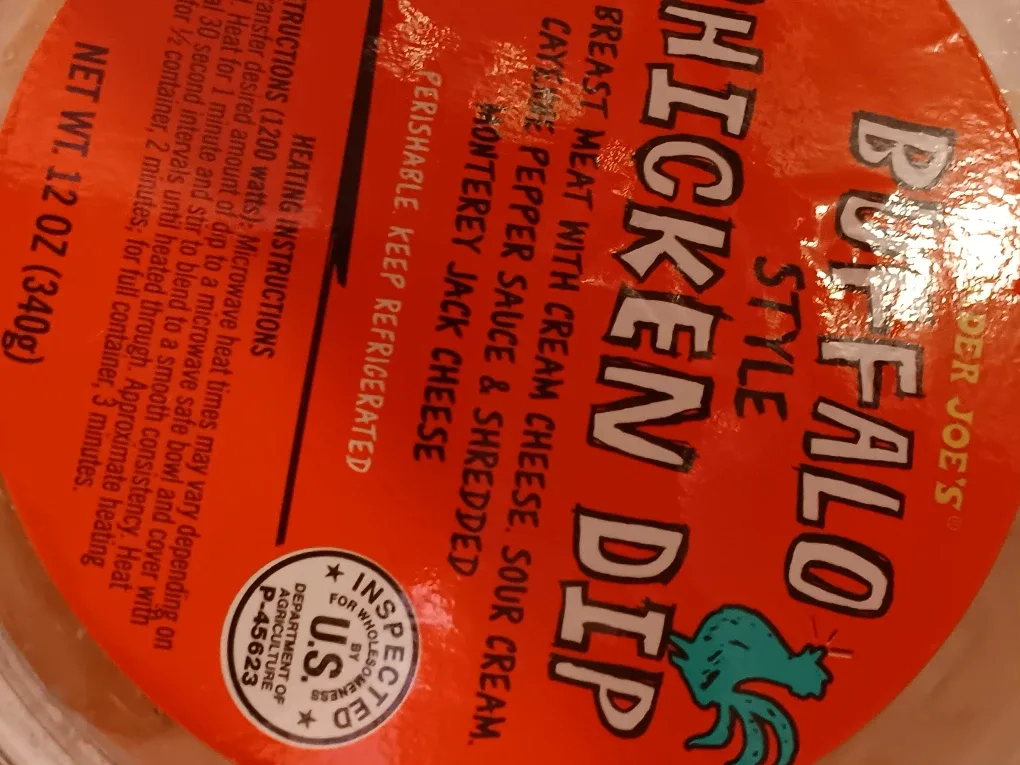 DER JOE'S®
BUFFALO
STYLE
HICKEN DIP
BREAST MEAT WITH CREAM CHEESE, SOUR CREAM,
CAYENNE PEPPER SAUCE & SHREDDED
MONTEREY JACK CHEESE
PERISHABLE. KEEP REFRIGERATED
HEATING INSTRUCTIONS
STRUCTIONS (1200 watts): Microwave heat times may vary depending on
ransfer desired amount of dip to a microwave safe bowl and cover with
. Heat for 1 minute and stir to blend to a smooth consistency. Heat
al 30 second intervals until heated through. Approximate heating
for ½ container, 2 minutes; for full container, 3 minutes.
NET WT. 12 OZ (340g)
INSPECTED
FOR WHOLESOMENESS
BY
U.S.
DEPARTMENT OF
AGRICULTURE
P-45623